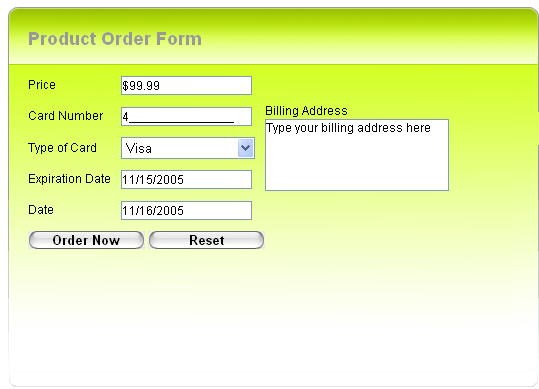 Product Order Form
Price
$99.99
Card Number
4________________
Type of Card
Visa
Expiration Date
11/15/2005
Date
11/16/2005
Billing Address
Type your billing address here
Order Now
Reset